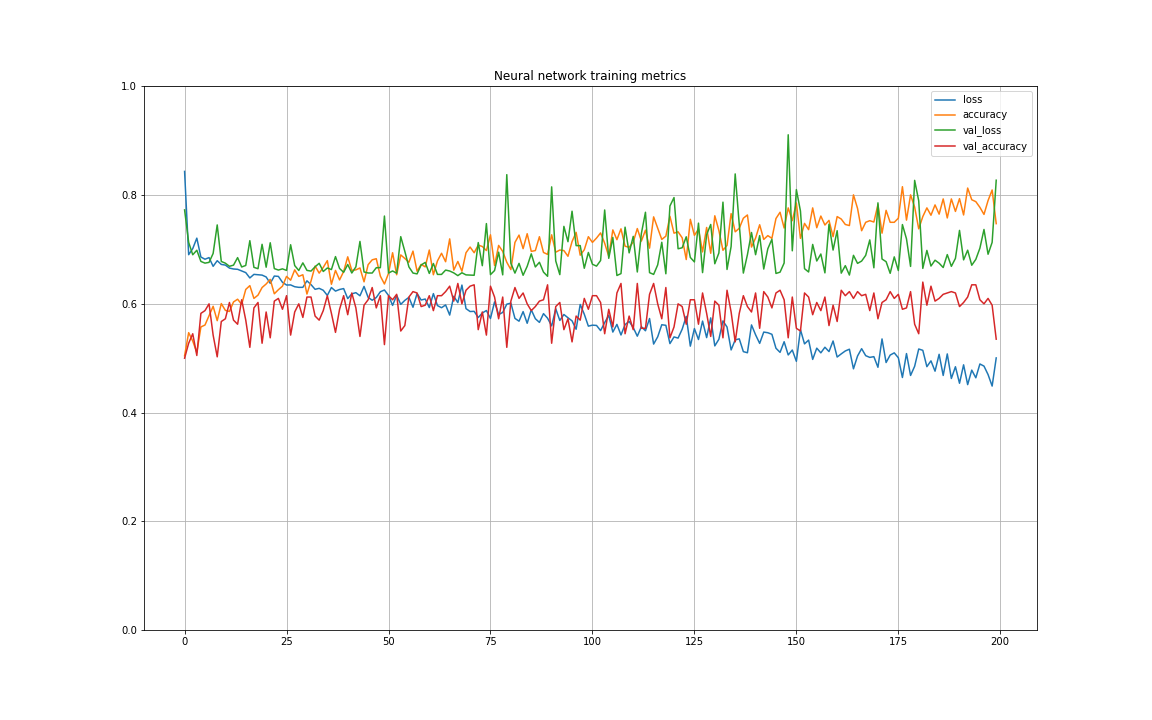 Neural network training metrics
loss
accuracy
val_loss
val_accuracy
1.0
0.8
0.6
0.4
0.2
0.0
0 25 50 75 100 125 150 175 200